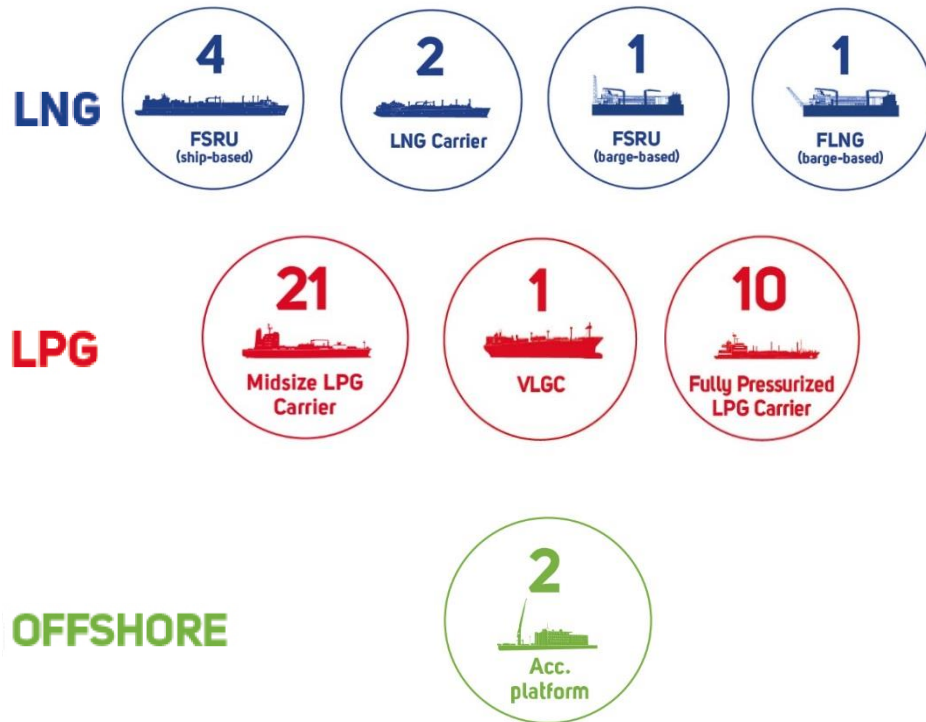 LNG
4
FSRU
(ship-based)
2
LNG Carrier
1
FSRU
(barge-based)
1
FLNG
(barge-based)
LPG
21
Midsize LPG
Carrier
1
VLGC
10
Fully Pressurized
LPG Carrier
OFFSHORE
2
Acc.
platform